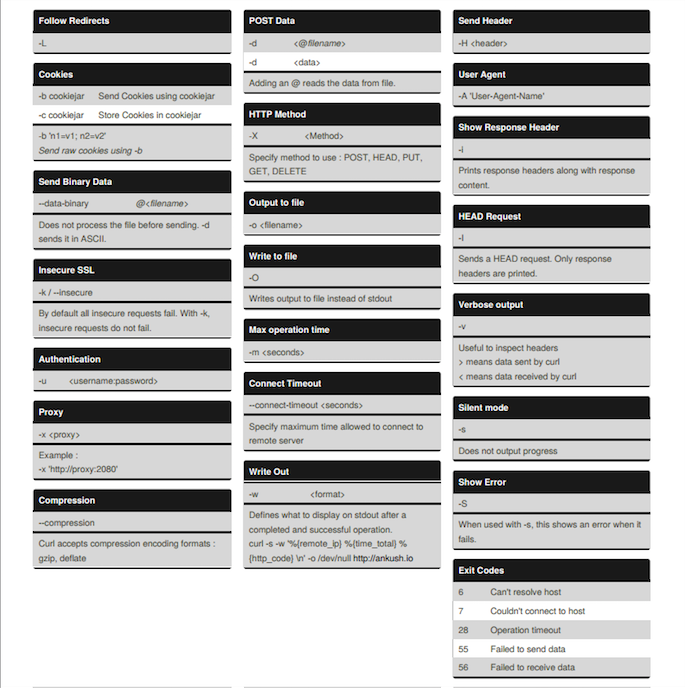 Follow Redirects
-L
Cookies
-b cookiejar Send Cookies using cookiejar
-c cookiejar Store Cookies in cookiejar
-b 'n1=v1; n2=v2'
Send raw cookies using -b
Send Binary Data
--data-binary @<filename>
Does not process the file before sending. -d
sends it in ASCII.
Insecure SSL
-k / --insecure
By default all insecure requests fail. With -k,
insecure requests do not fail.
Authentication
-u <username:password>
Proxy
-x <proxy>
Example :
-x 'http://proxy:2080'
Compression
--compression
Curl accepts compression encoding formats :
gzip, deflate
POST Data
-d <@filename>
-d <data>
Adding an @ reads the data from file.
HTTP Method
-X <Method>
Specify method to use : POST, HEAD, PUT,
GET, DELETE
Output to file
-o <filename>
Write to file
-O
Writes output to file instead of stdout
Max operation time
-m <seconds>
Connect Timeout
--connect-timeout <seconds>
Specify maximum time allowed to connect to
remote server
Write Out
-w <format>
Defines what to display on stdout after a
completed and successful operation.
curl -s -w '%{remote_ip} %{time_total} %
{http_code} \n' -o /dev/null http://ankush.io
Send Header
-H <header>
User Agent
-A 'User-Agent-Name'
Show Response Header
-i
Prints response headers along with response
content.
HEAD Request
-I
Sends a HEAD request. Only response
headers are printed.
Verbose output
-v
Useful to inspect headers
> means data sent by curl
< means data received by curl
Silent mode
-s
Does not output progress
Show Error
-S
When used with -s, this shows an error when it
fails.
Exit Codes
6 Can't resolve host
7 Couldn't connect to host
28 Operation timeout
55 Failed to send data
56 Failed to receive data